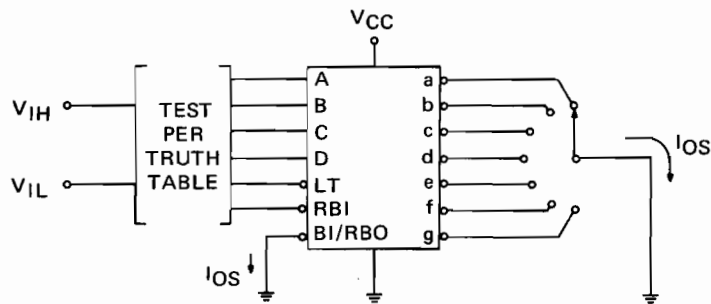 VCC
VIH
VIL
TEST
PER
TRUTH
TABLE
A
B
C
D
LT
RBI
BI/RBO
a
b
c
d
e
f
g
IOS
IOS